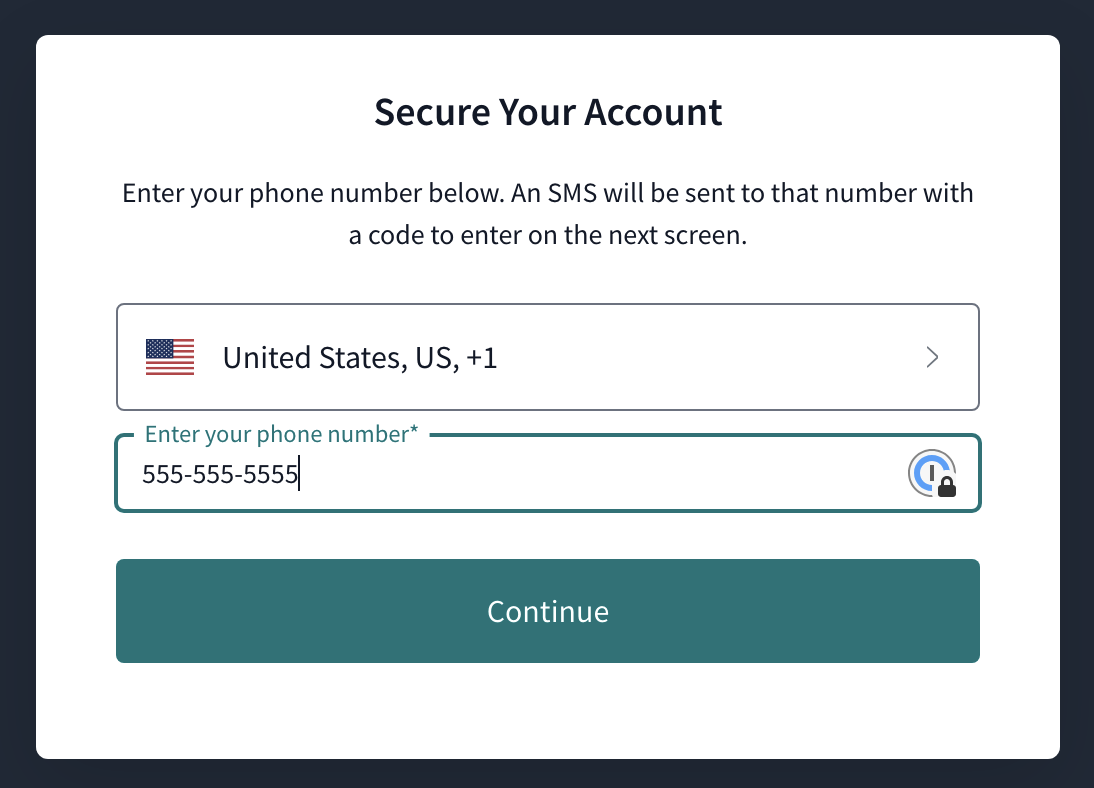 Secure Your Account
Enter your phone number below. An SMS will be sent to that number with
a code to enter on the next screen.
United States, US, +1
Enter your phone number*
555-555-5555
Continue